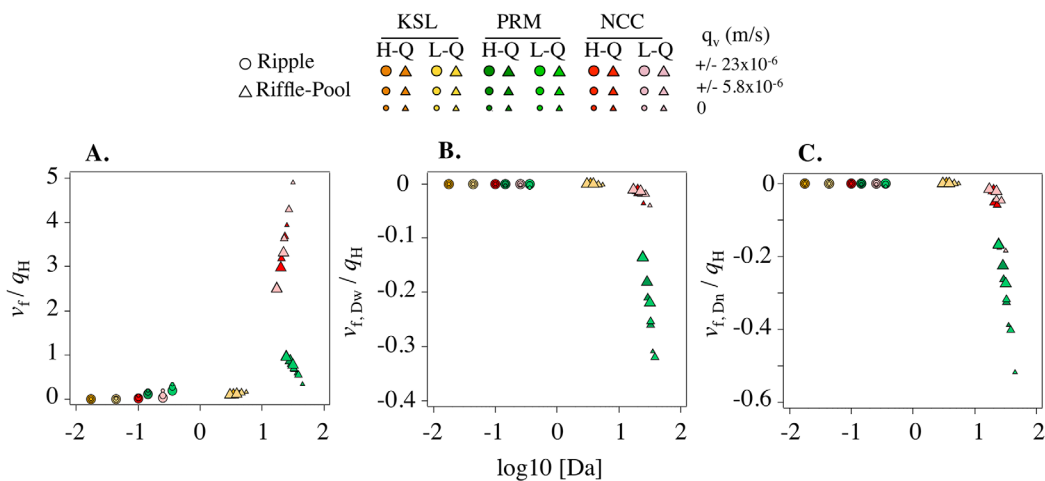 KSL PRM NCC
H-Q L-Q H-Q L-Q H-Q L-Q q_v (m/s)
Ripple +/- 23x10^-6
Riffle-Pool +/- 5.8x10^-6
0
A. B. C.
v_f / q_H
5
4
3
2
1
0
-2 -1 0 1 2
v_f, Dw / q_H
0
-0.1
-0.2
-0.3
-0.4
-2 -1 0 1 2
v_f, Dn / q_H
0
-0.2
-0.4
-0.6
-2 -1 0 1 2
log10 [Da]